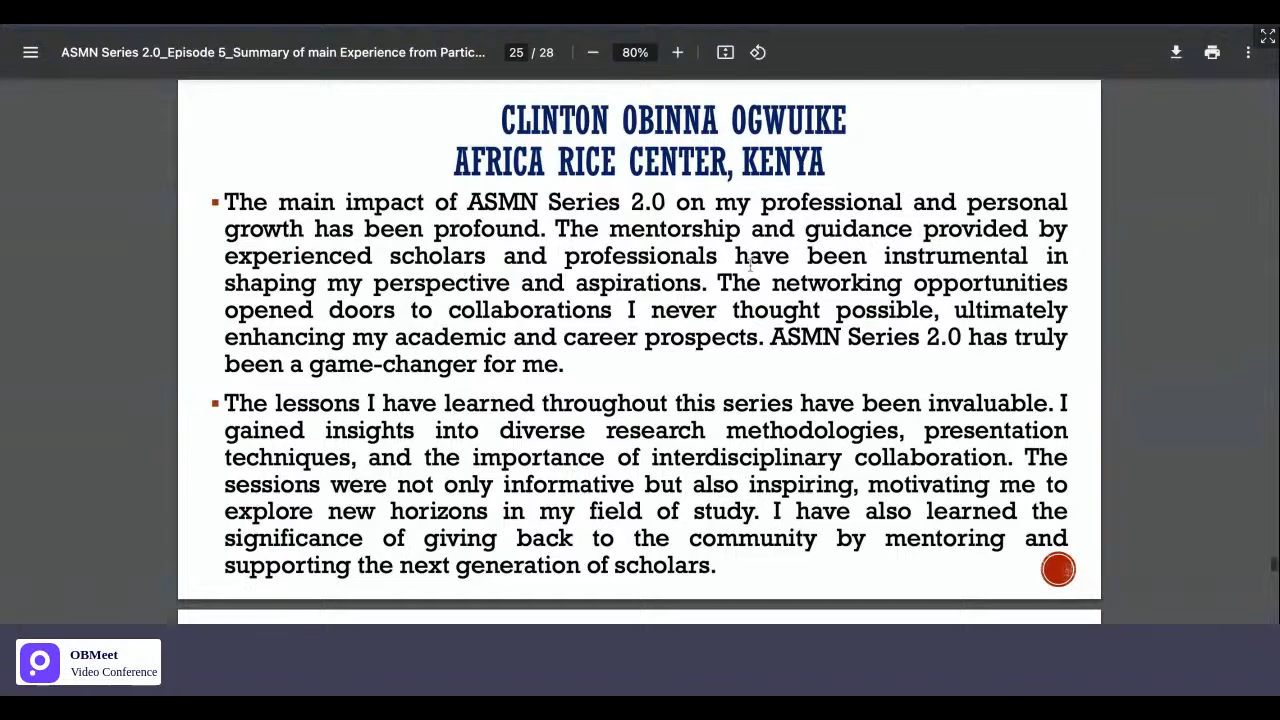 ASMN Series 2.0_Episode 5_Summary of main Experience from Partic... 25 / 28 80%
CLINTON OBINNA OGWUIKE
AFRICA RICE CENTER, KENYA
▪ The main impact of ASMN Series 2.0 on my professional and personal
growth has been profound. The mentorship and guidance provided by
experienced scholars and professionals have been instrumental in
shaping my perspective and aspirations. The networking opportunities
opened doors to collaborations I never thought possible, ultimately
enhancing my academic and career prospects. ASMN Series 2.0 has truly
been a game-changer for me.
▪ The lessons I have learned throughout this series have been invaluable. I
gained insights into diverse research methodologies, presentation
techniques, and the importance of interdisciplinary collaboration. The
sessions were not only informative but also inspiring, motivating me to
explore new horizons in my field of study. I have also learned the
significance of giving back to the community by mentoring and
supporting the next generation of scholars.
OBMeet
Video Conference